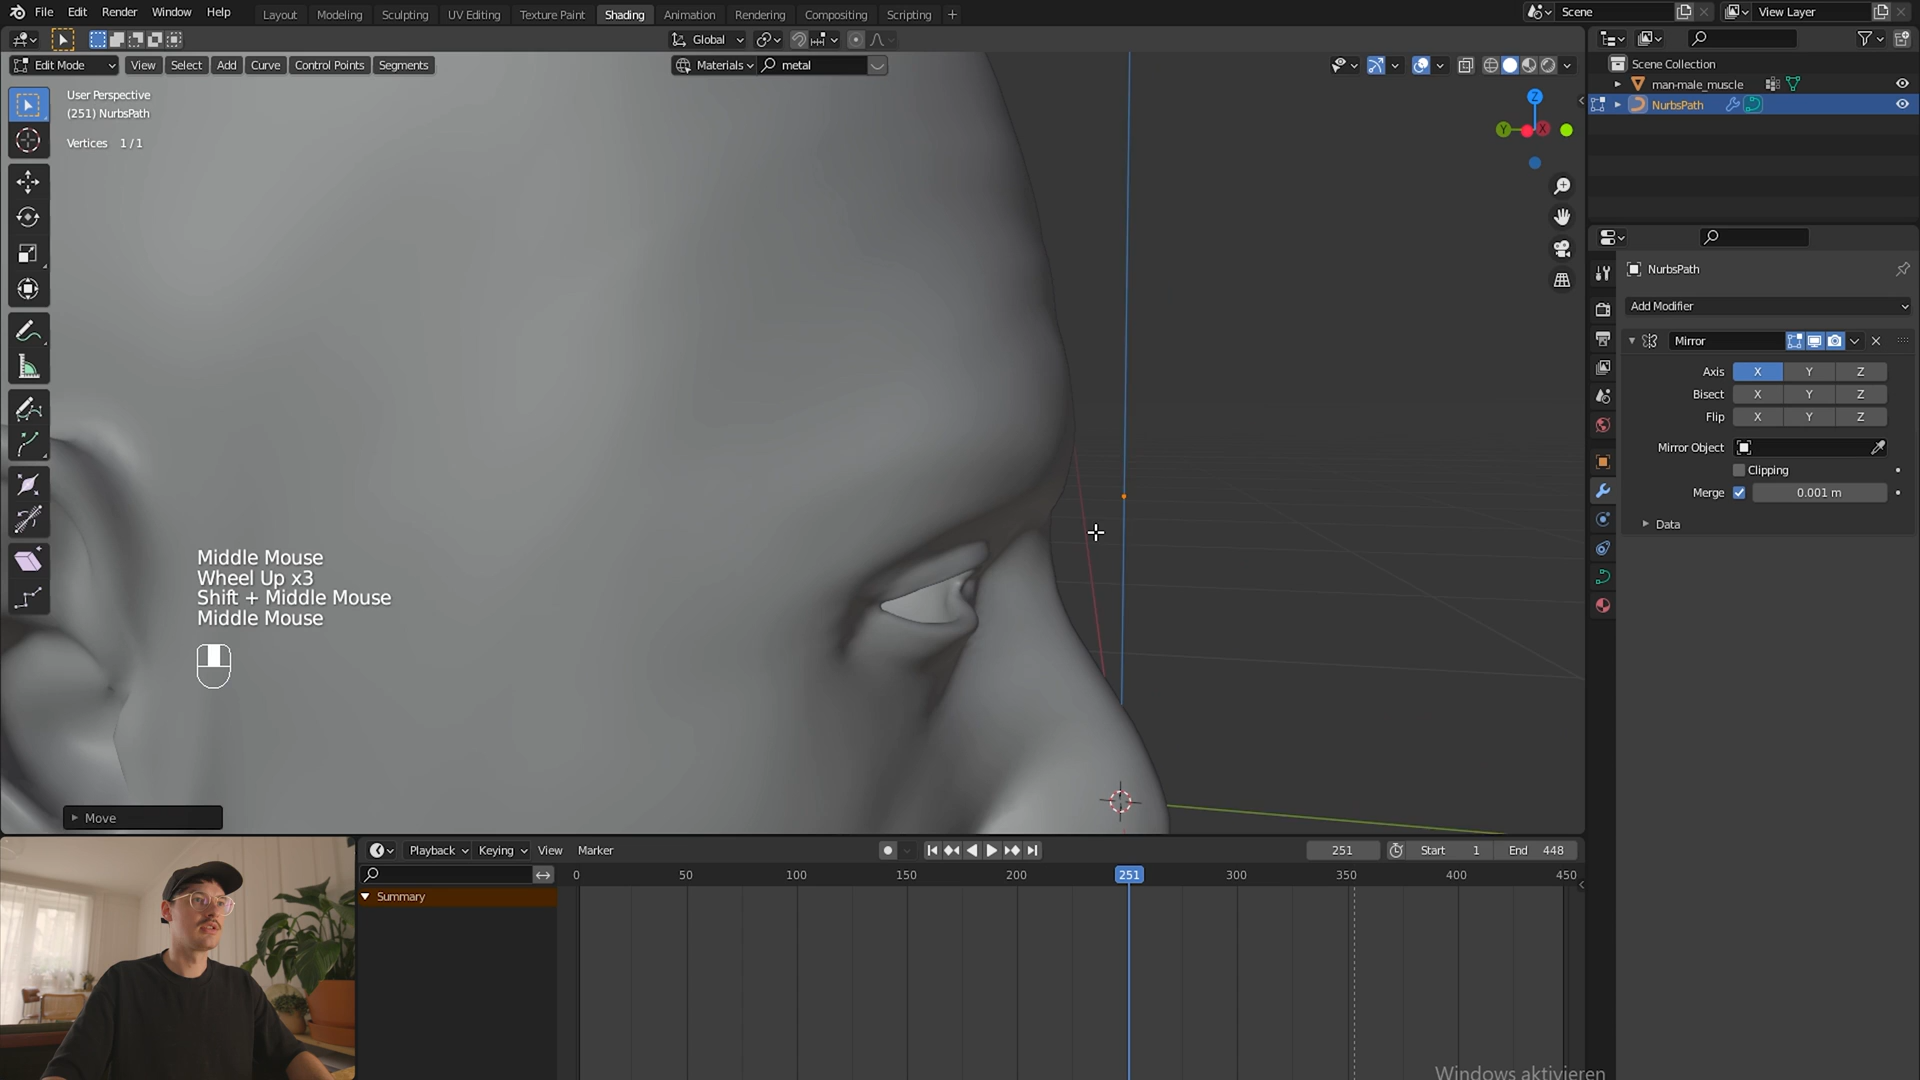 File Edit Render Window Help Layout Modeling Sculpting UV Editing Texture Paint Shading Animation Rendering Compositing Scripting Scene View Layer
Global
Edit Mode View Select Add Curve Control Points Segments Materials metal
Scene Collection
man-male_muscle
NurbsPath
User Perspective
(251) NurbsPath
Vertices 1/1
Z
Y
X
NurbsPath
Add Modifier
Mirror
Axis X Y Z
Bisect X Y Z
Flip X Y Z
Mirror Object
Clipping
Merge 0.001 m
Data
Middle Mouse
Wheel Up x3
Shift + Middle Mouse
Middle Mouse
Move
Playback Keying View Marker 251 Start 1 End 448
0 50 100 150 200 251 300 350 400 450
Summary
Windows aktivieren